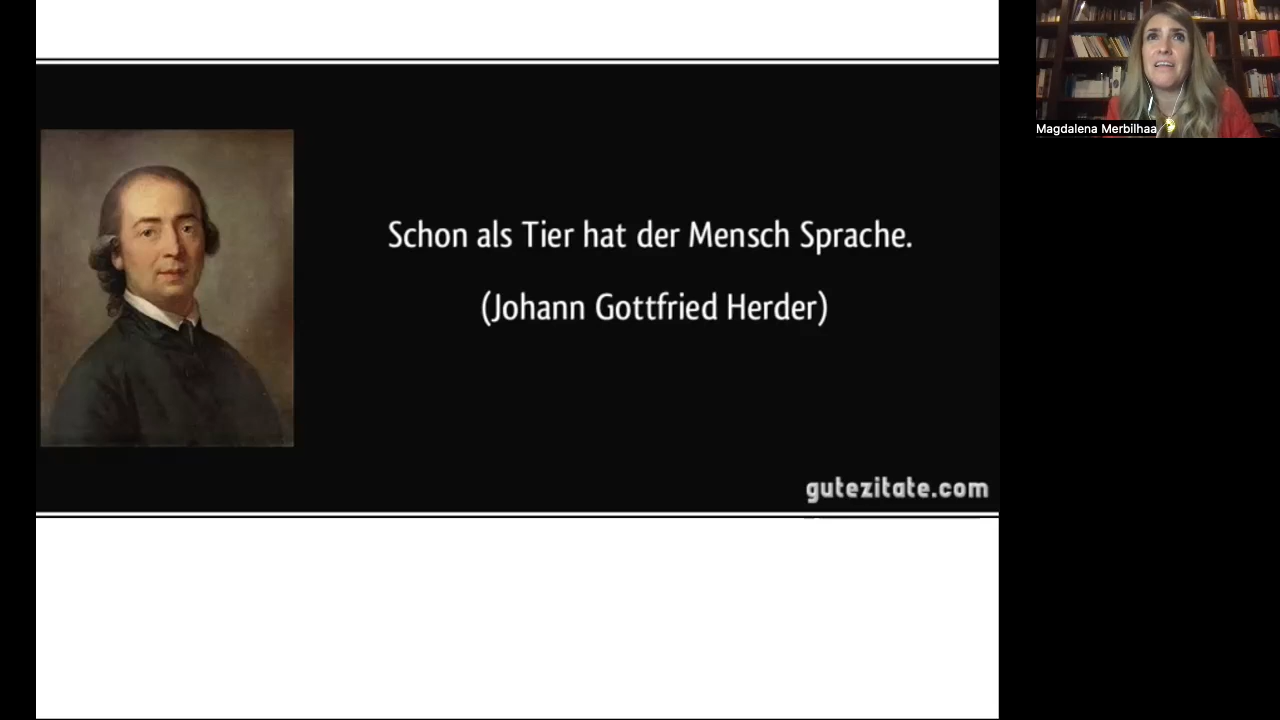 Schon als Tier hat der Mensch Sprache.
(Johann Gottfried Herder)
gutezitate.com
Magdalena Merbilhaa